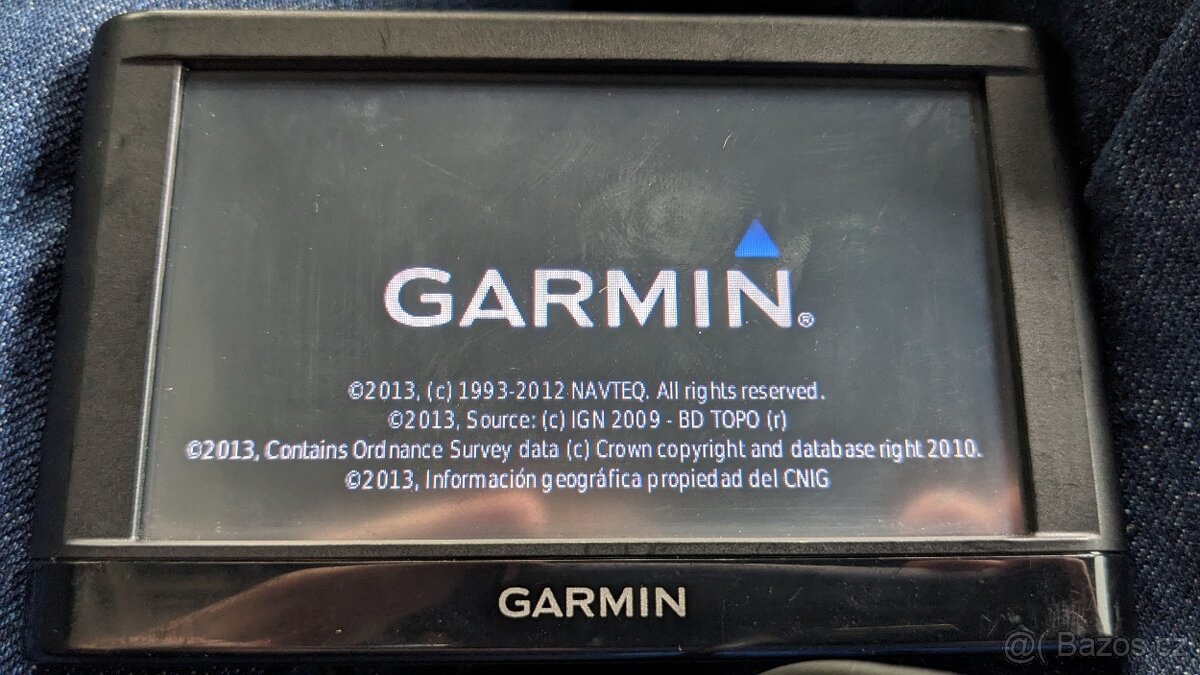 GARMIN®
©2013, (c) 1993-2012 NAVTEQ. All rights reserved.
©2013, Source: (c) IGN 2009 - BD TOPO (r)
©2013, Contains Ordnance Survey data (c) Crown copyright and database right 2010.
©2013, Información geográfica propiedad del CNIG
GARMIN
@( Bazos.cz